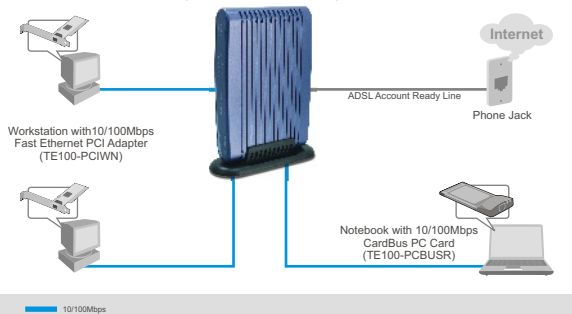 Internet
ADSL Account Ready Line
Phone Jack
Workstation with10/100Mbps
Fast Ethernet PCI Adapter
(TE100-PCIWN)
Notebook with 10/100Mbps
CardBus PC Card
(TE100-PCBUSR)
10/100Mbps